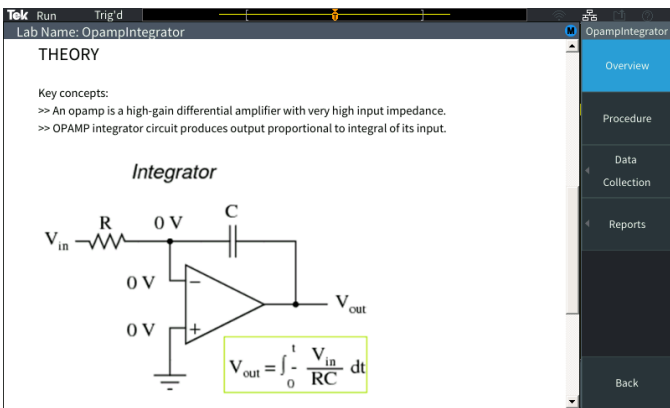 Tek Run Trig'd
Lab Name: OpampIntegrator
M
OpampIntegrator
THEORY
Key concepts:
>> An opamp is a high-gain differential amplifier with very high input impedance.
>> OPAMP integrator circuit produces output proportional to integral of its input.
Integrator
R
0 V
C
Vin
0 V
-
Vout
0 V
+
Vout = ∫0t - Vin/RC dt
Overview
Procedure
Data
Collection
Reports
Back